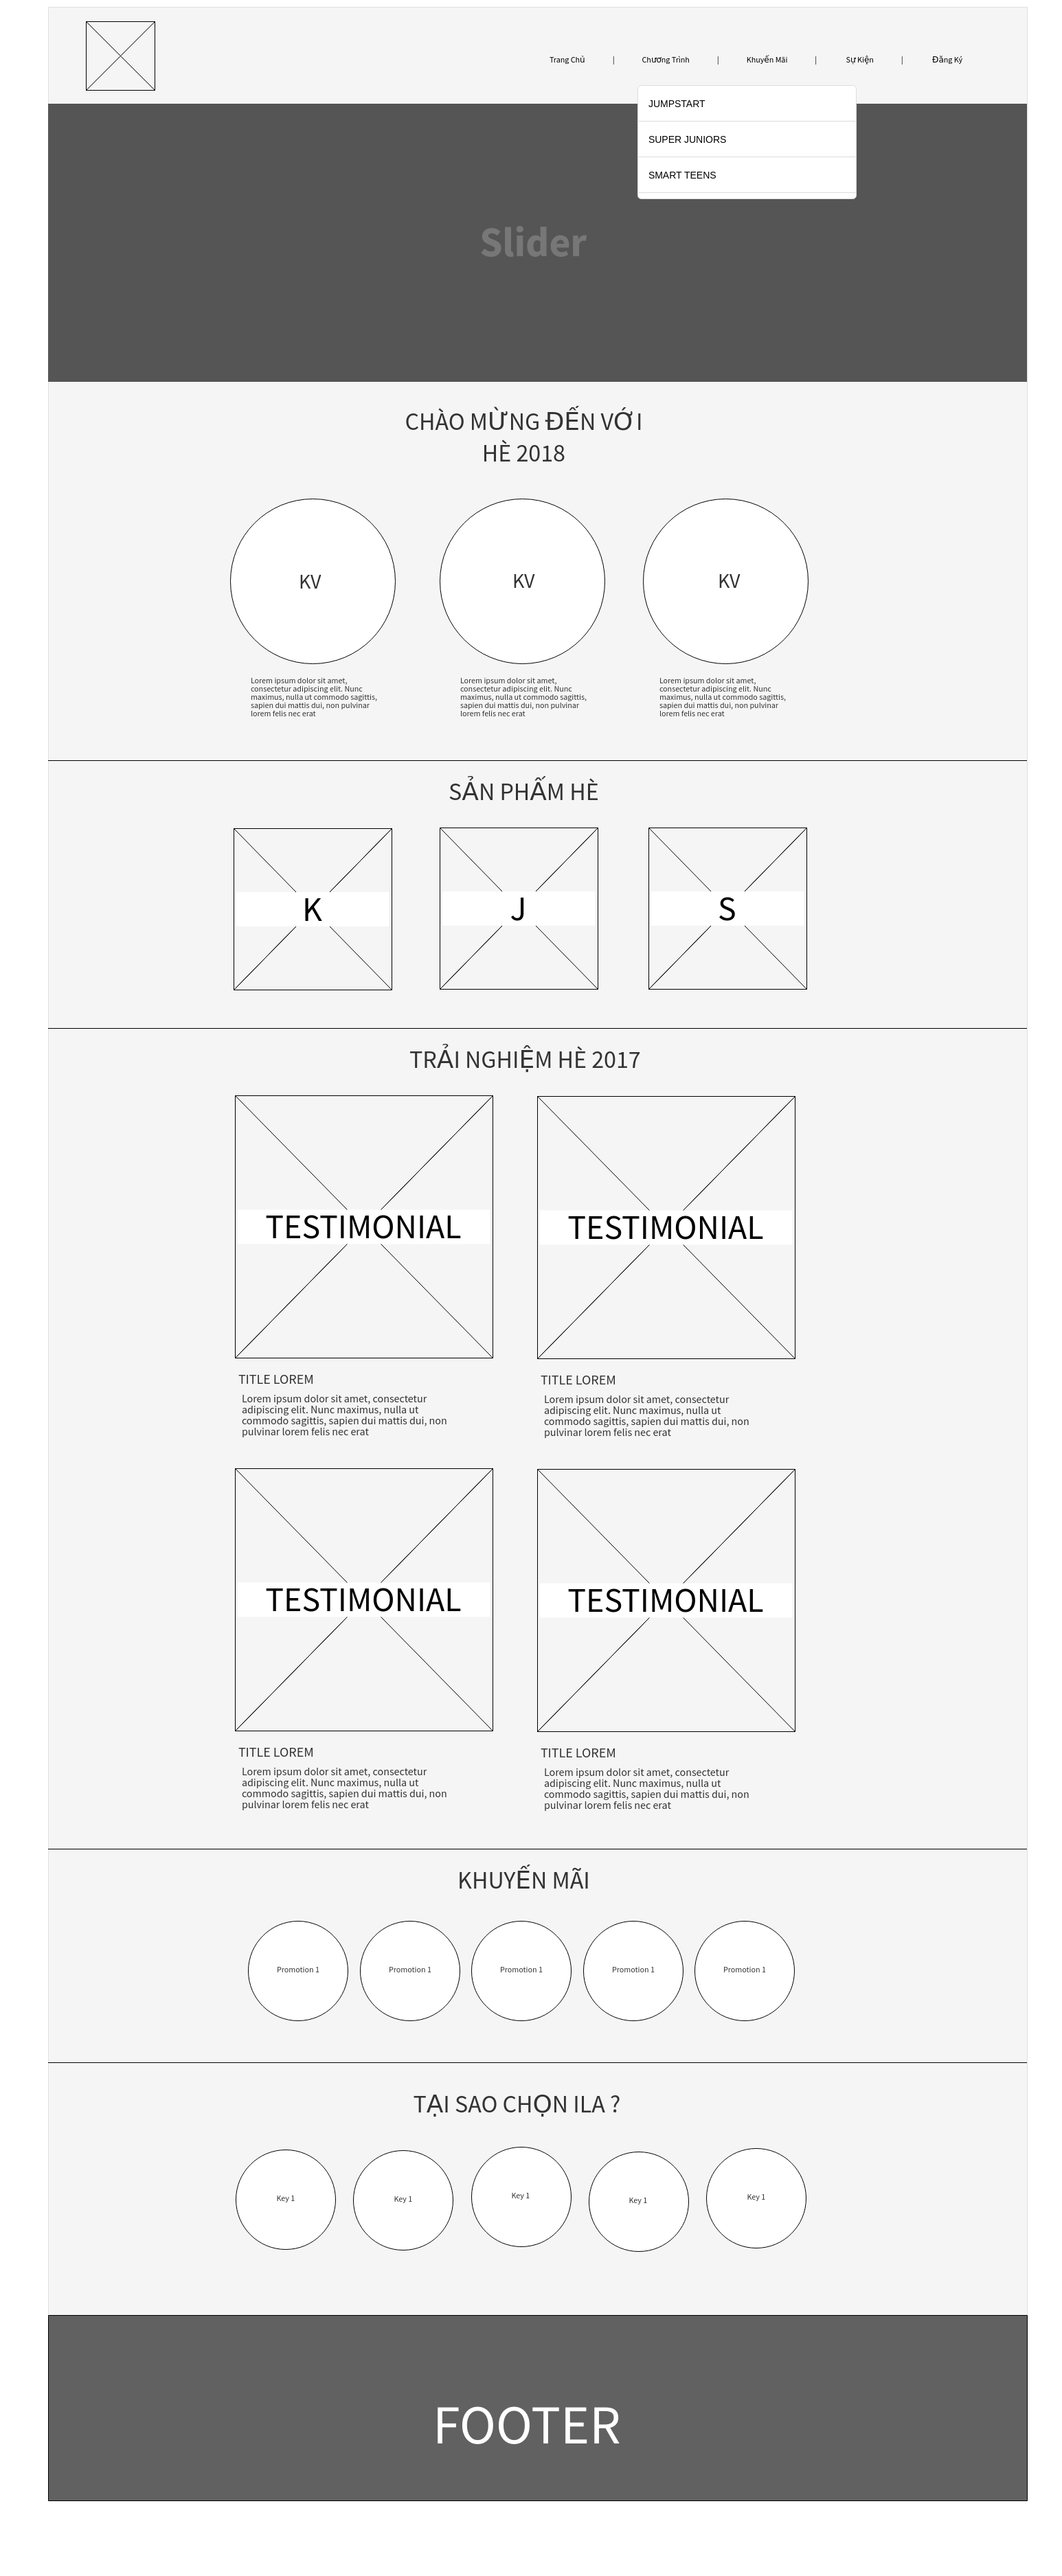 Trang Chủ | Chương Trình | Khuyến Mãi | Sự Kiện | Đăng Ký
JUMPSTART
SUPER JUNIORS
SMART TEENS
Slider
CHÀO MỪNG ĐẾN VỚI
HÈ 2018
KV
KV
KV
Lorem ipsum dolor sit amet,
consectetur adipiscing elit. Nunc
maximus, nulla ut commodo sagittis,
sapien dui mattis dui, non pulvinar
lorem felis nec erat
Lorem ipsum dolor sit amet,
consectetur adipiscing elit. Nunc
maximus, nulla ut commodo sagittis,
sapien dui mattis dui, non pulvinar
lorem felis nec erat
Lorem ipsum dolor sit amet,
consectetur adipiscing elit. Nunc
maximus, nulla ut commodo sagittis,
sapien dui mattis dui, non pulvinar
lorem felis nec erat
SẢN PHẤM HÈ
K
J
S
TRẢI NGHIỆM HÈ 2017
TESTIMONIAL
TESTIMONIAL
TITLE LOREM
Lorem ipsum dolor sit amet, consectetur
adipiscing elit. Nunc maximus, nulla ut
commodo sagittis, sapien dui mattis dui, non
pulvinar lorem felis nec erat
TITLE LOREM
Lorem ipsum dolor sit amet, consectetur
adipiscing elit. Nunc maximus, nulla ut
commodo sagittis, sapien dui mattis dui, non
pulvinar lorem felis nec erat
TESTIMONIAL
TESTIMONIAL
TITLE LOREM
Lorem ipsum dolor sit amet, consectetur
adipiscing elit. Nunc maximus, nulla ut
commodo sagittis, sapien dui mattis dui, non
pulvinar lorem felis nec erat
TITLE LOREM
Lorem ipsum dolor sit amet, consectetur
adipiscing elit. Nunc maximus, nulla ut
commodo sagittis, sapien dui mattis dui, non
pulvinar lorem felis nec erat
KHUYẾN MÃI
Promotion 1
Promotion 1
Promotion 1
Promotion 1
Promotion 1
TẠI SAO CHỌN ILA ?
Key 1
Key 1
Key 1
Key 1
Key 1
FOOTER